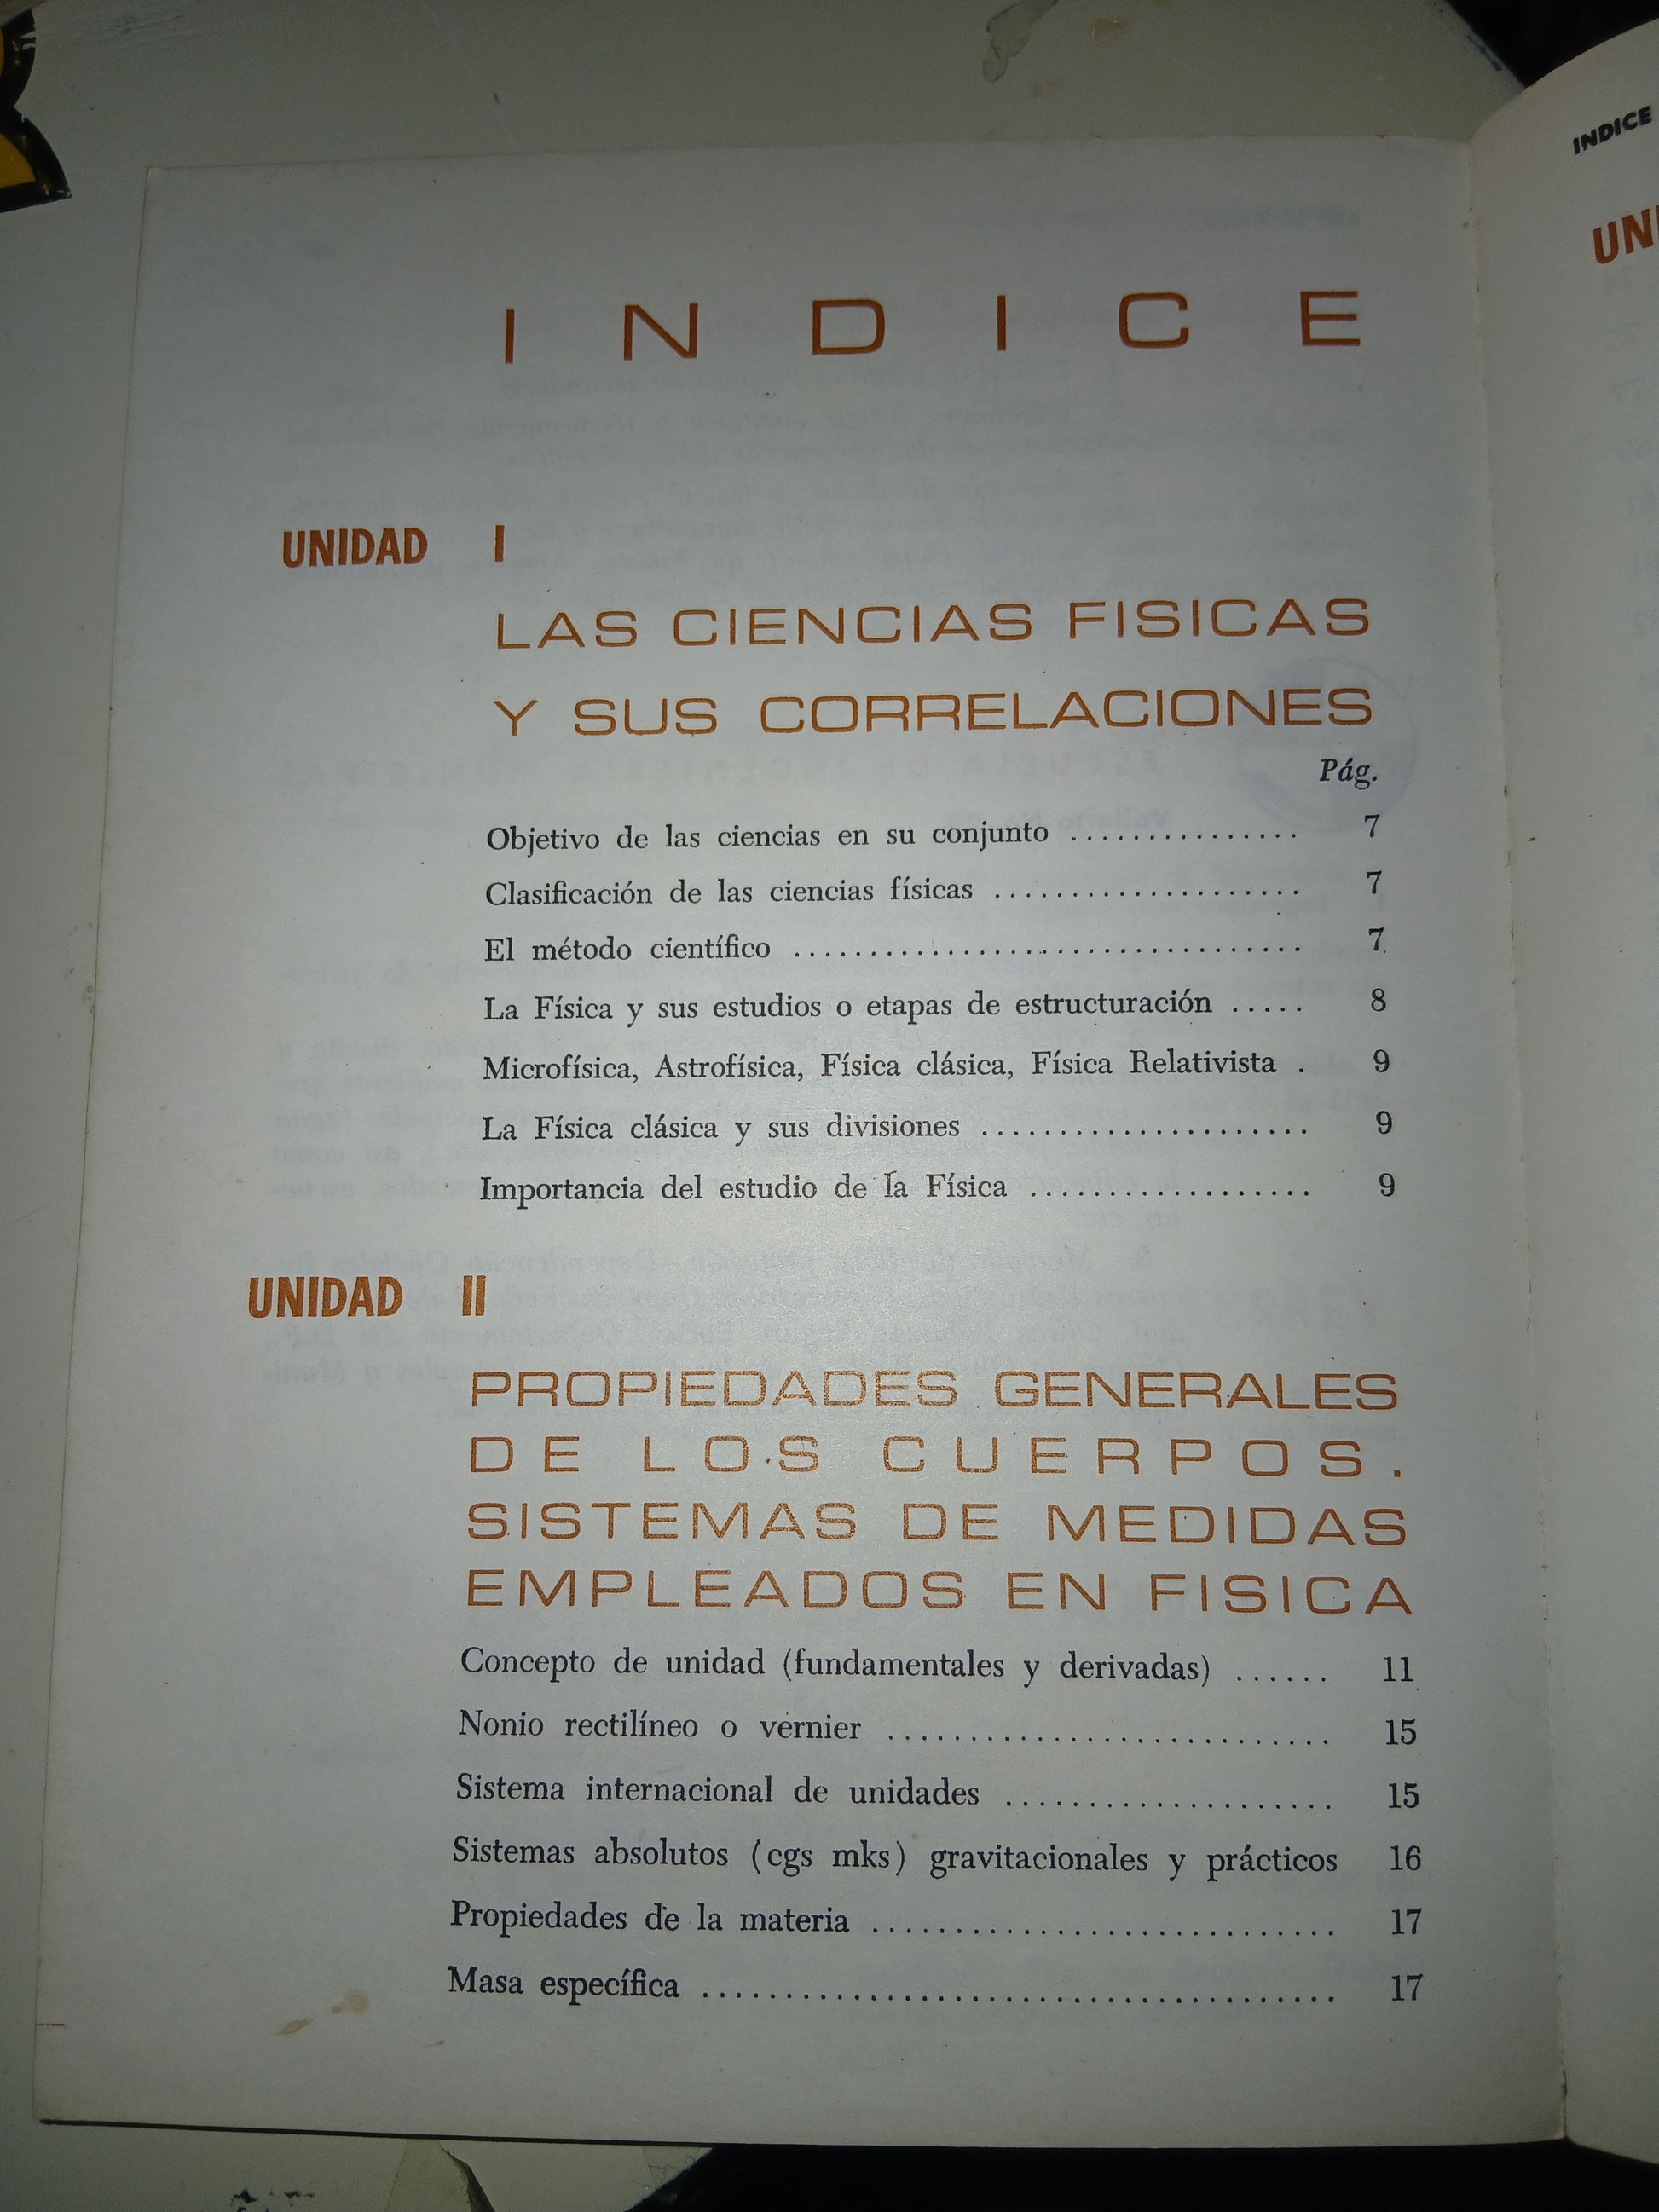 I N D I C E
UNIDAD I
LAS CIENCIAS FISICAS
Y SUS CORRELACIONES
Pág.
Objetivo de las ciencias en su conjunto ............... 7
Clasificación de las ciencias físicas .................... 7
El método científico ................................. 7
La Física y sus estudios o etapas de estructuración ..... 8
Microfísica, Astrofísica, Física clásica, Física Relativista . 9
La Física clásica y sus divisiones ..................... 9
Importancia del estudio de la Física .................. 9
UNIDAD II
PROPIEDADES GENERALES
DE LOS CUERPOS.
SISTEMAS DE MEDIDAS
EMPLEADOS EN FISICA
Concepto de unidad (fundamentales y derivadas) ...... 11
Nonio rectilíneo o vernier ........................... 15
Sistema internacional de unidades .................... 15
Sistemas absolutos (cgs mks) gravitacionales y prácticos 16
Propiedades de la materia ............................ 17
Masa específica ....................................... 17
INDICE